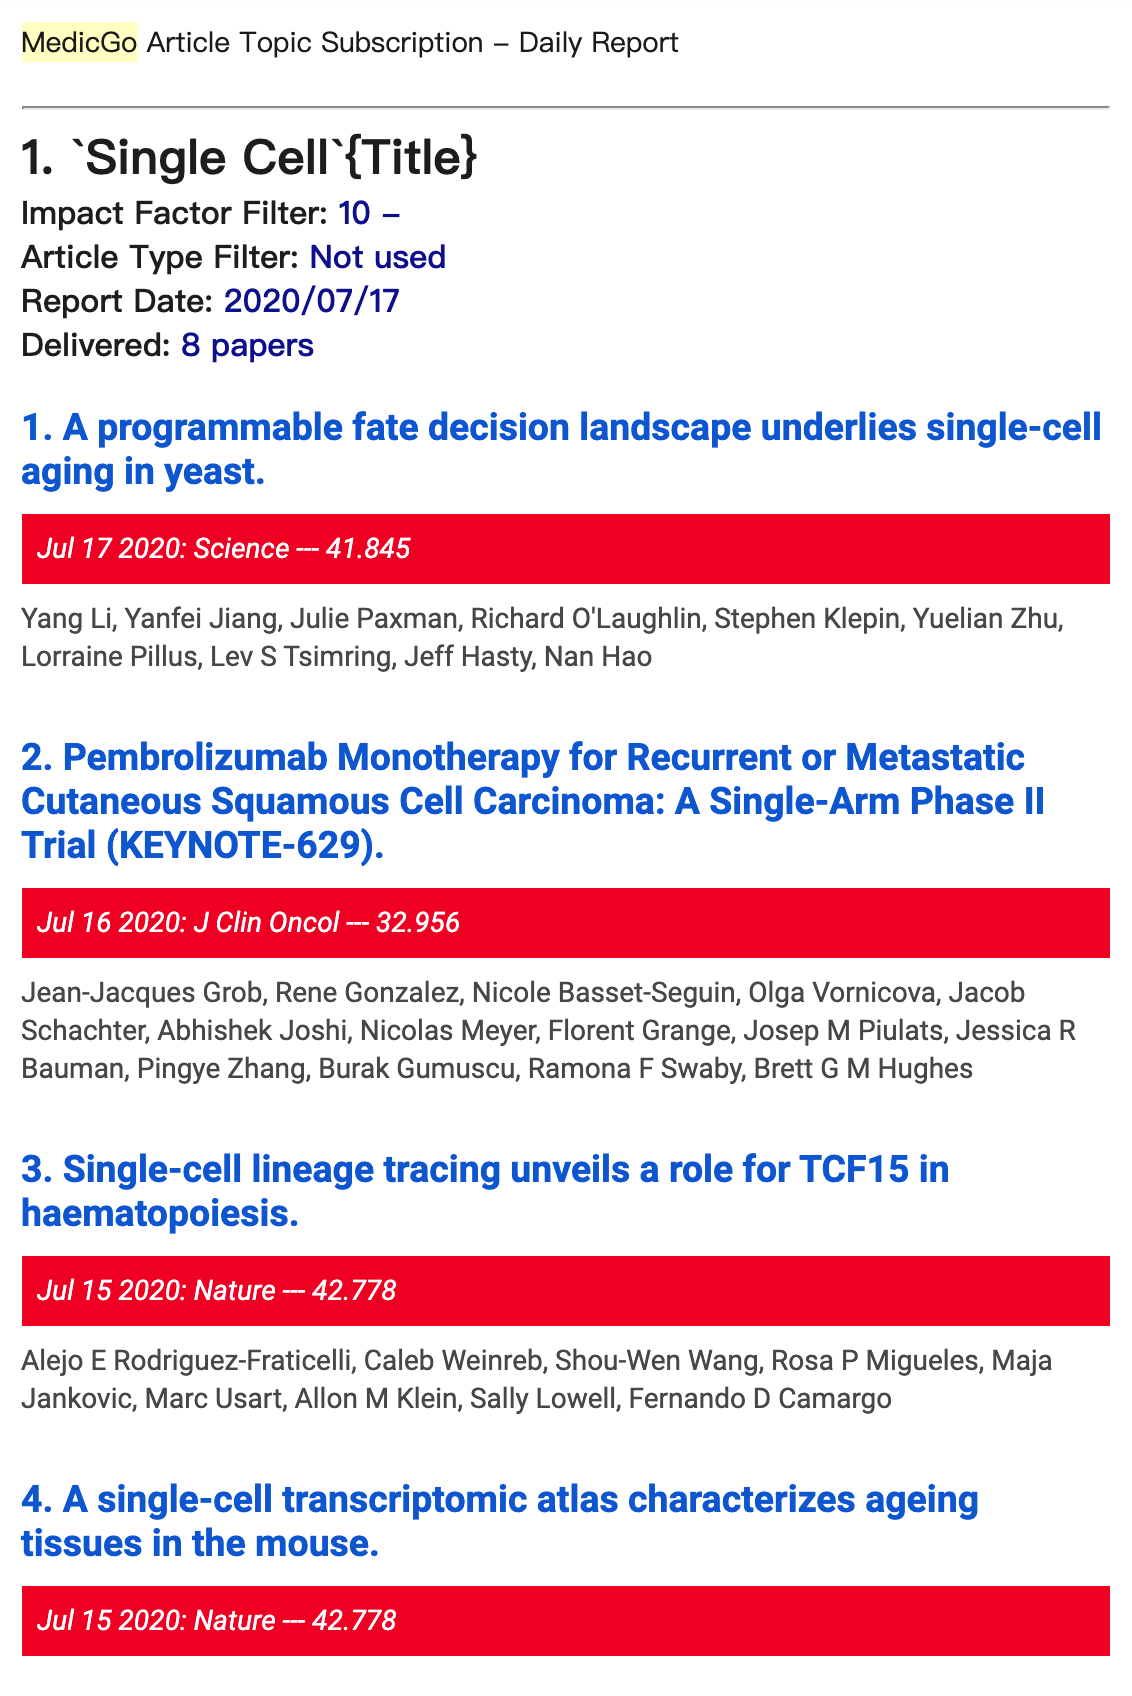 MedicGo Article Topic Subscription – Daily Report
1. `Single Cell`{Title}
Impact Factor Filter: 10 –
Article Type Filter: Not used
Report Date: 2020/07/17
Delivered: 8 papers
1. A programmable fate decision landscape underlies single-cell
aging in yeast.
Jul 17 2020: Science --- 41.845
Yang Li, Yanfei Jiang, Julie Paxman, Richard O'Laughlin, Stephen Klepin, Yuelian Zhu,
Lorraine Pillus, Lev S Tsimring, Jeff Hasty, Nan Hao
2. Pembrolizumab Monotherapy for Recurrent or Metastatic
Cutaneous Squamous Cell Carcinoma: A Single-Arm Phase II
Trial (KEYNOTE-629).
Jul 16 2020: J Clin Oncol --- 32.956
Jean-Jacques Grob, Rene Gonzalez, Nicole Basset-Seguin, Olga Vornicova, Jacob
Schachter, Abhishek Joshi, Nicolas Meyer, Florent Grange, Josep M Piulats, Jessica R
Bauman, Pingye Zhang, Burak Gumuscu, Ramona F Swaby, Brett G M Hughes
3. Single-cell lineage tracing unveils a role for TCF15 in
haematopoiesis.
Jul 15 2020: Nature --- 42.778
Alejo E Rodriguez-Fraticelli, Caleb Weinreb, Shou-Wen Wang, Rosa P Migueles, Maja
Jankovic, Marc Usart, Allon M Klein, Sally Lowell, Fernando D Camargo
4. A single-cell transcriptomic atlas characterizes ageing
tissues in the mouse.
Jul 15 2020: Nature --- 42.778